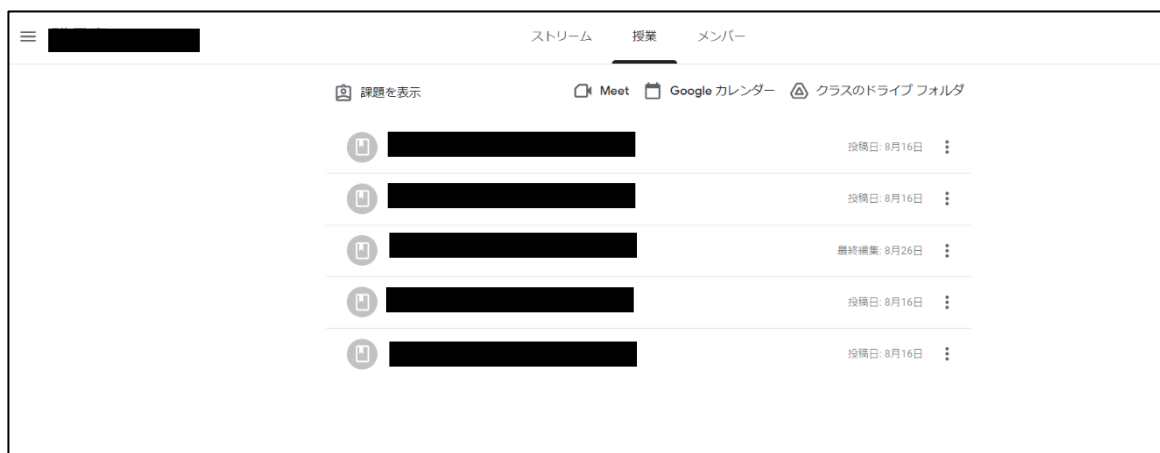 ストリーム 授業 メンバー
課題を表示 Meet Google カレンダー クラスのドライブ フォルダ
投稿日: 8月16日
投稿日: 8月16日
最終編集: 8月26日
投稿日: 8月16日
投稿日: 8月16日